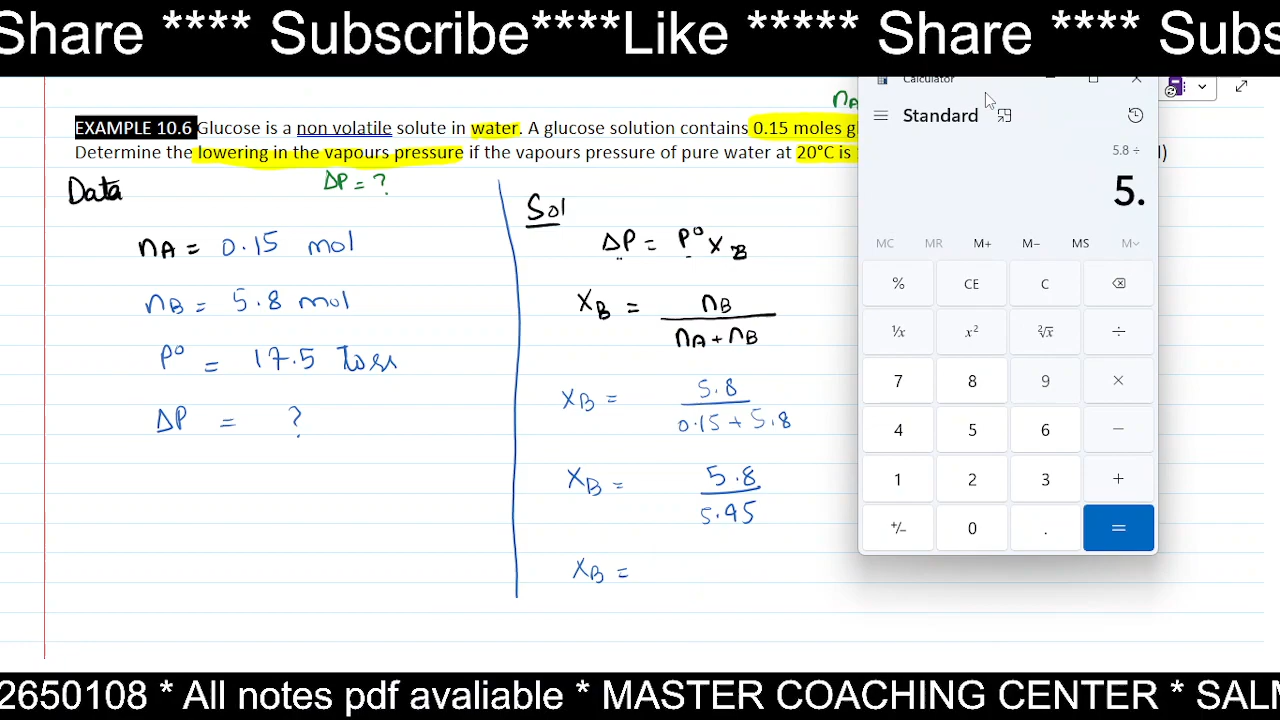 Share **** Subscribe****Like ***** Share **** Subs
Calculator
nA
Standard
EXAMPLE 10.6 Glucose is a non volatile solute in water. A glucose solution contains 0.15 moles
Determine the lowering in the vapours pressure if the vapours pressure of pure water at 20°C is
5.8 ÷
5.
Data
ΔP = ?
Sol
nA = 0.15 mol
nB = 5.8 mol
P° = 17.5 torr
ΔP = ?
ΔP = P° XB
XB = nB
nA + nB
XB = 5.8
0.15 + 5.8
XB = 5.8
5.95
XB =
MC MR M+ M− MS M˅
% CE C
⅟x x² ²√x ÷
7 8 9 ×
4 5 6 −
1 2 3 +
+/− 0 . =
2650108 * All notes pdf avaliable * MASTER COACHING CENTER * SALM